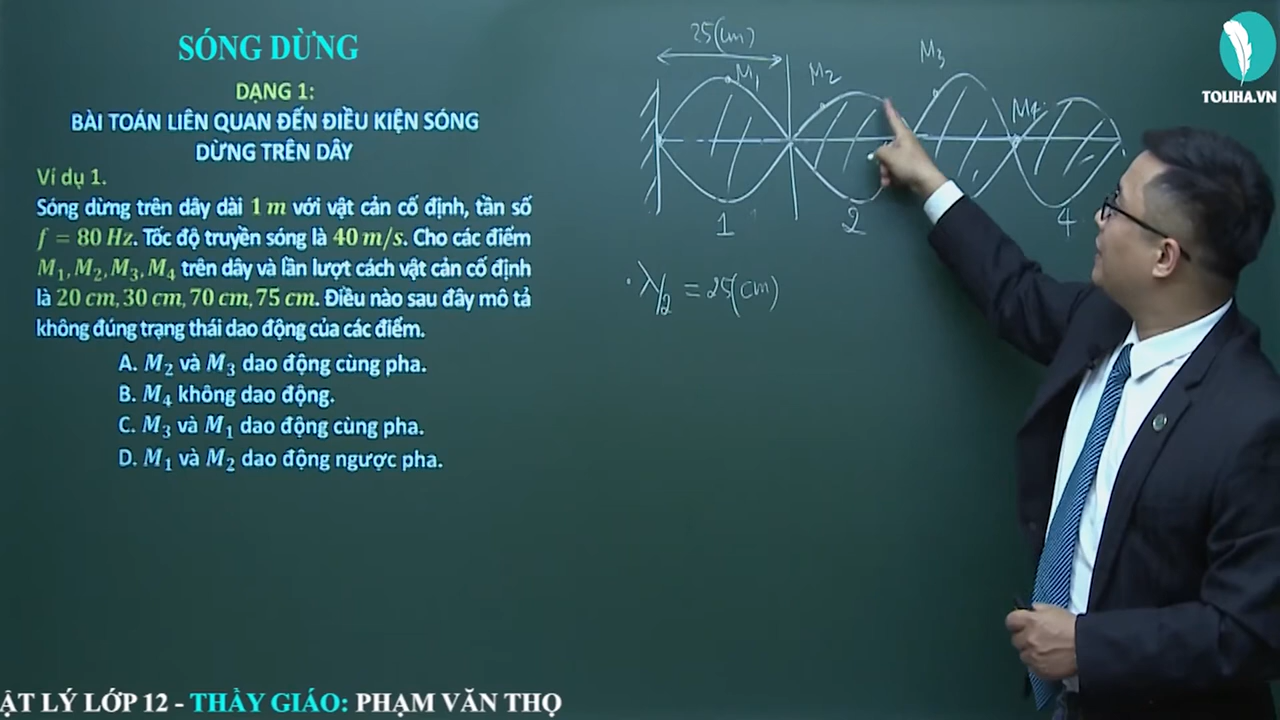 SÓNG DỪNG
DẠNG 1:
BÀI TOÁN LIÊN QUAN ĐẾN ĐIỀU KIỆN SÓNG
DỪNG TRÊN DÂY
Ví dụ 1.
Sóng dừng trên dây dài 1 m với vật cản cố định, tần số
f = 80 Hz. Tốc độ truyền sóng là 40 m/s. Cho các điểm
M₁, M₂, M₃, M₄ trên dây và lần lượt cách vật cản cố định
là 20 cm, 30 cm, 70 cm, 75 cm. Điều nào sau đây mô tả
không đúng trạng thái dao động của các điểm.
A. M₂ và M₃ dao động cùng pha.
B. M₄ không dao động.
C. M₃ và M₁ dao động cùng pha.
D. M₁ và M₂ dao động ngược pha.
25(cm)
M₁
M₂
M₃
M₄
1
2
4
λ/2 = 25(cm)
TOLIHA.VN
ẬT LÝ LỚP 12 - THẦY GIÁO: PHẠM VĂN THỌ